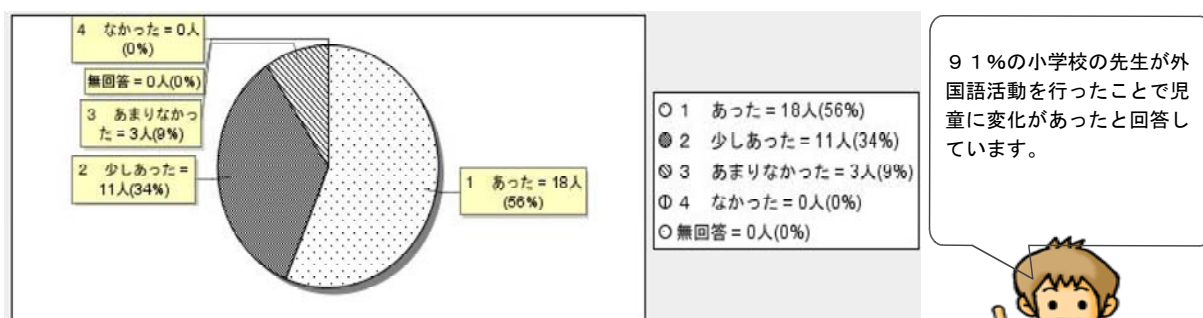 4 なかった = 0人
(0%)
無回答 = 0人(0%)
3 あまりなかっ
た = 3人(9%)
2 少しあった =
11人(34%)
1 あった = 18人
(56%)
1 あった = 18人(56%)
2 少しあった = 11人(34%)
3 あまりなかった = 3人(9%)
4 なかった = 0人(0%)
無回答 = 0人(0%)
91%の小学校の先生が外
国語活動を行ったことで児
童に変化があったと回答し
ています。